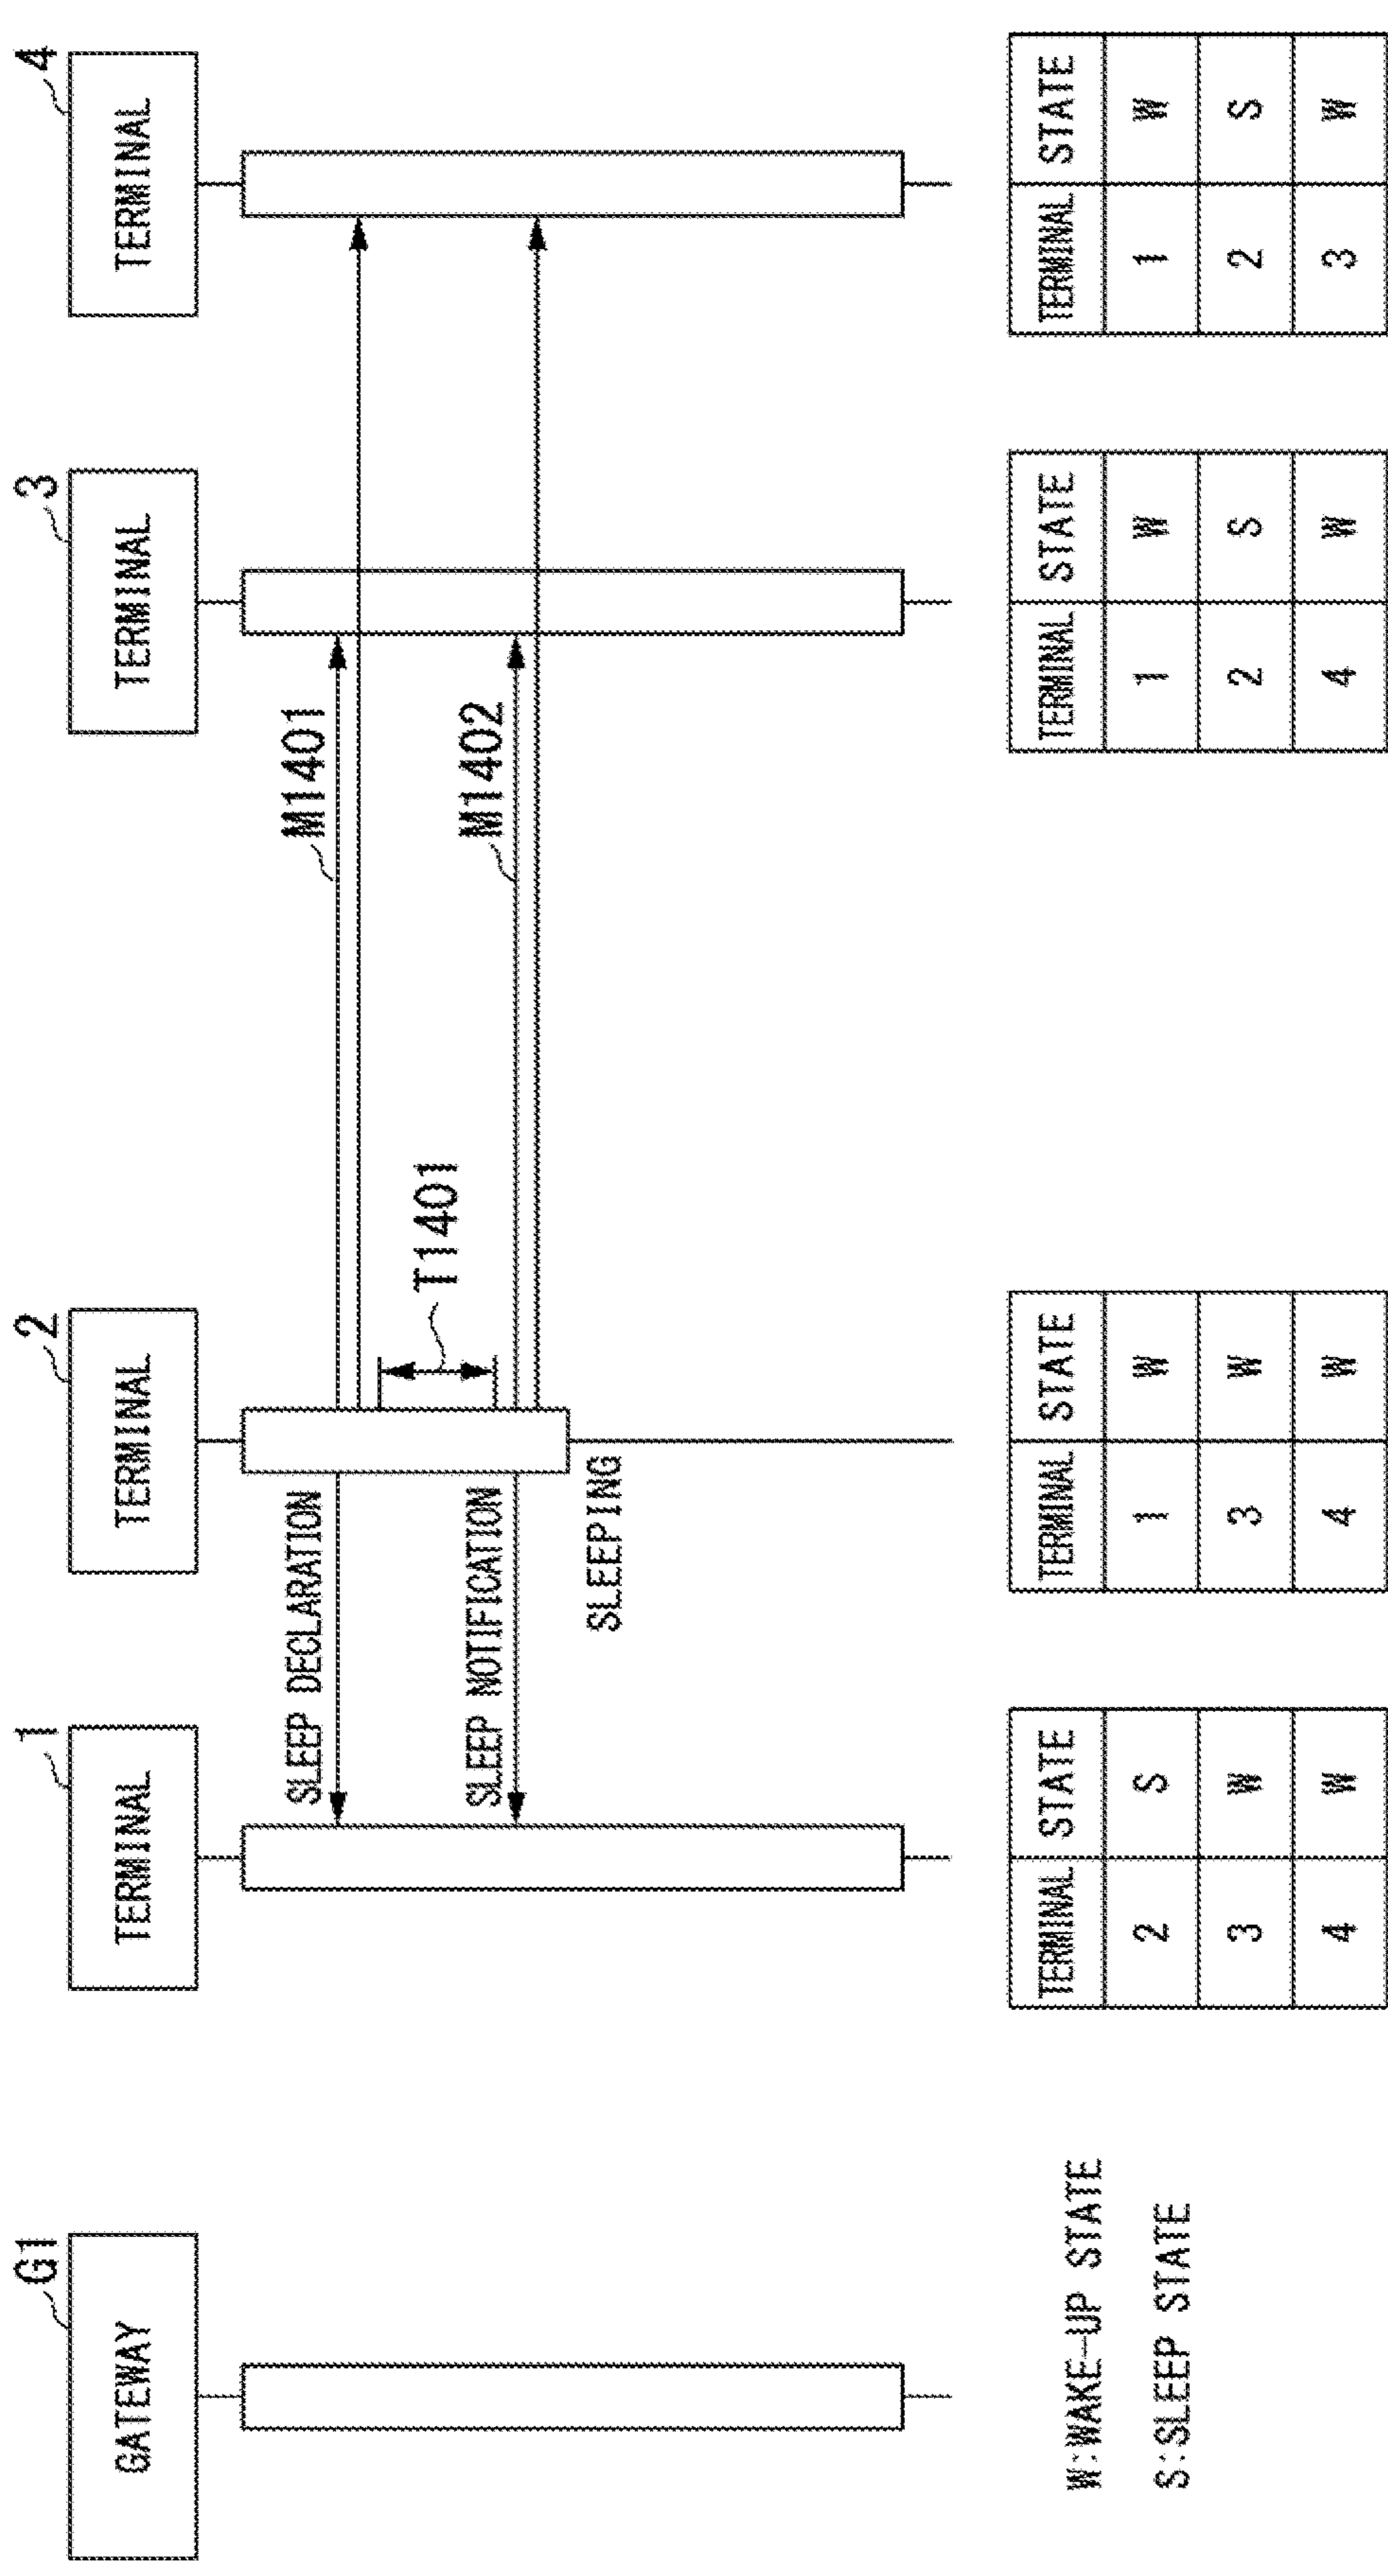 G1
1
2
3
4
GATEWAY
TERMINAL
TERMINAL
TERMINAL
TERMINAL
SLEEP DECLARATION
M1401
T1401
SLEEP NOTIFICATION
M1402
SLEEPING
W:WAKE-UP STATE
S:SLEEP STATE
TERMINAL STATE
2 S
3 W
4 W
TERMINAL STATE
1 W
3 W
4 W
TERMINAL STATE
1 W
2 S
4 W
TERMINAL STATE
1 W
2 S
3 W